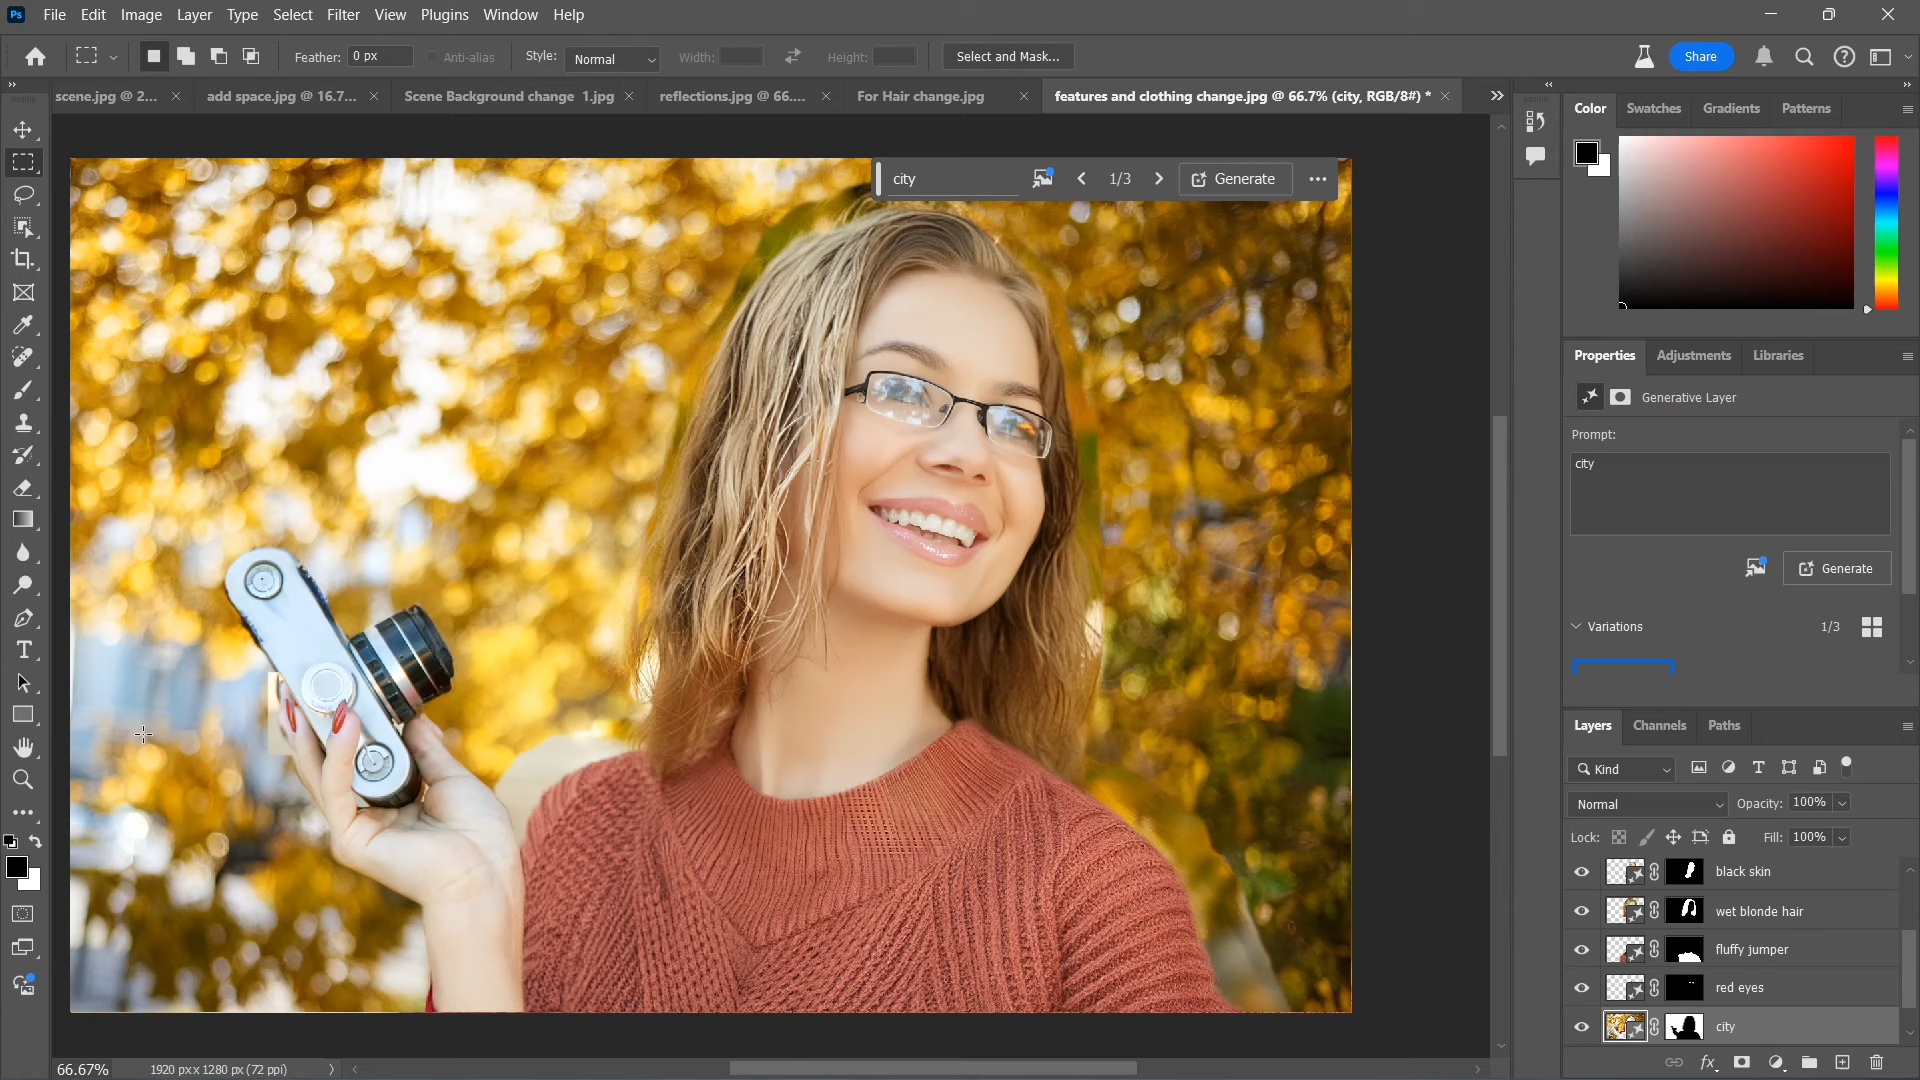 Ps File Edit Image Layer Type Select Filter View Plugins Window Help
Feather: 0 px Anti-alias Style: Normal Width: Height: Select and Mask... Share
scene.jpg @ 2... add space.jpg @ 16.7... Scene Background change 1.jpg reflections.jpg @ 66.... For Hair change.jpg features and clothing change.jpg @ 66.7% (city, RGB/8#) *
city 1/3 Generate
66.67% 1920 px x 1280 px (72 ppi)
Color Swatches Gradients Patterns
Properties Adjustments Libraries
Generative Layer
Prompt:
city
Generate
Variations 1/3
Layers Channels Paths
Kind
Normal Opacity: 100%
Lock: Fill: 100%
black skin
wet blonde hair
fluffy jumper
red eyes
city
fx